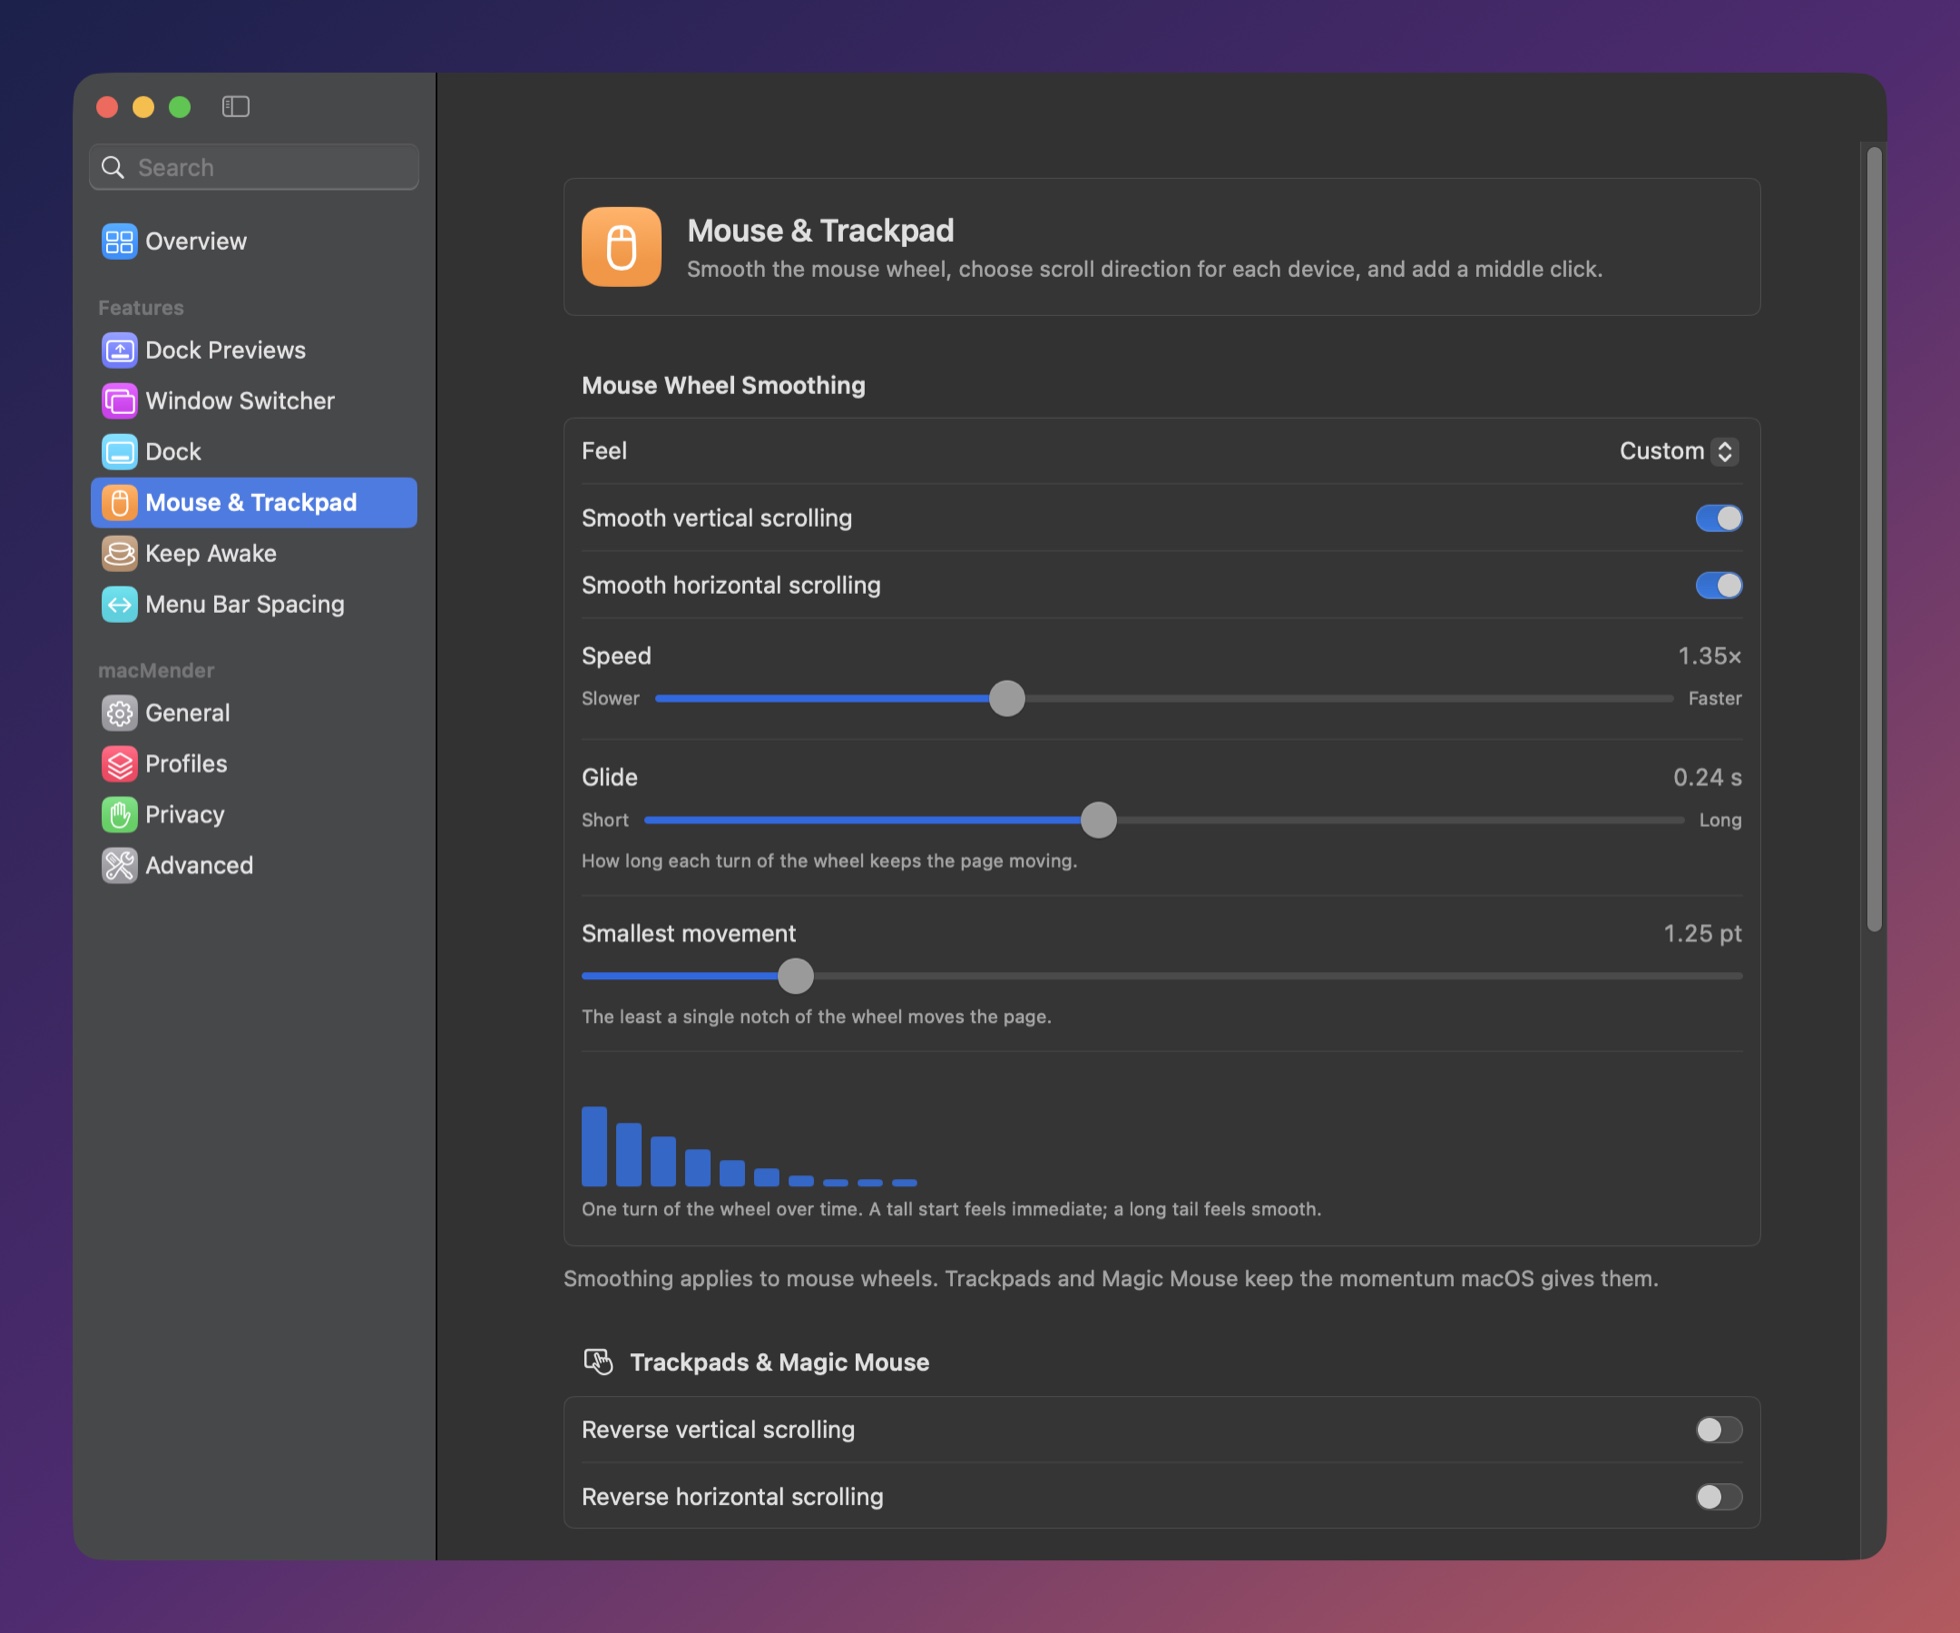 Search
Overview
Features
Dock Previews
Window Switcher
Dock
Mouse & Trackpad
Keep Awake
Menu Bar Spacing
macMender
General
Profiles
Privacy
Advanced
Mouse & Trackpad
Smooth the mouse wheel, choose scroll direction for each device, and add a middle click.
Mouse Wheel Smoothing
Feel Custom
Smooth vertical scrolling
Smooth horizontal scrolling
Speed 1.35×
Slower Faster
Glide 0.24 s
Short Long
How long each turn of the wheel keeps the page moving.
Smallest movement 1.25 pt
The least a single notch of the wheel moves the page.
One turn of the wheel over time. A tall start feels immediate; a long tail feels smooth.
Smoothing applies to mouse wheels. Trackpads and Magic Mouse keep the momentum macOS gives them.
Trackpads & Magic Mouse
Reverse vertical scrolling
Reverse horizontal scrolling